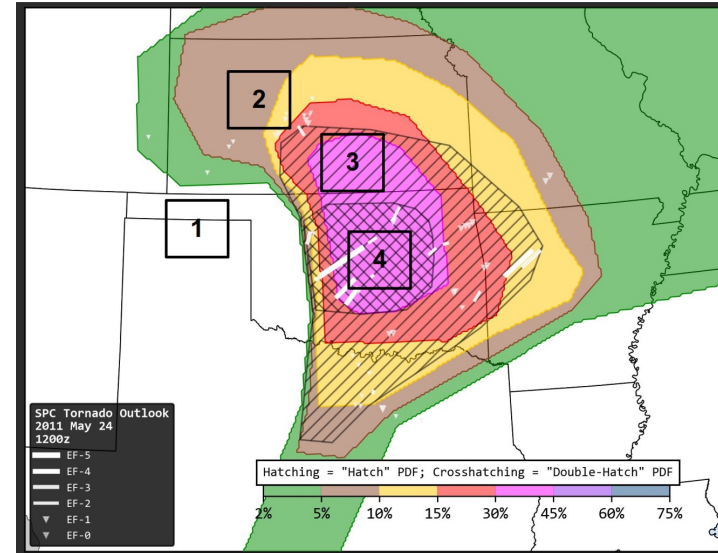 2
3
1
4
SPC Tornado Outlook
2011 May 24
1200z
EF-5
EF-4
EF-3
EF-2
EF-1
EF-0
Hatching = "Hatch" PDF; Crosshatching = "Double-Hatch" PDF
2% 5% 10% 15% 30% 45% 60% 75%